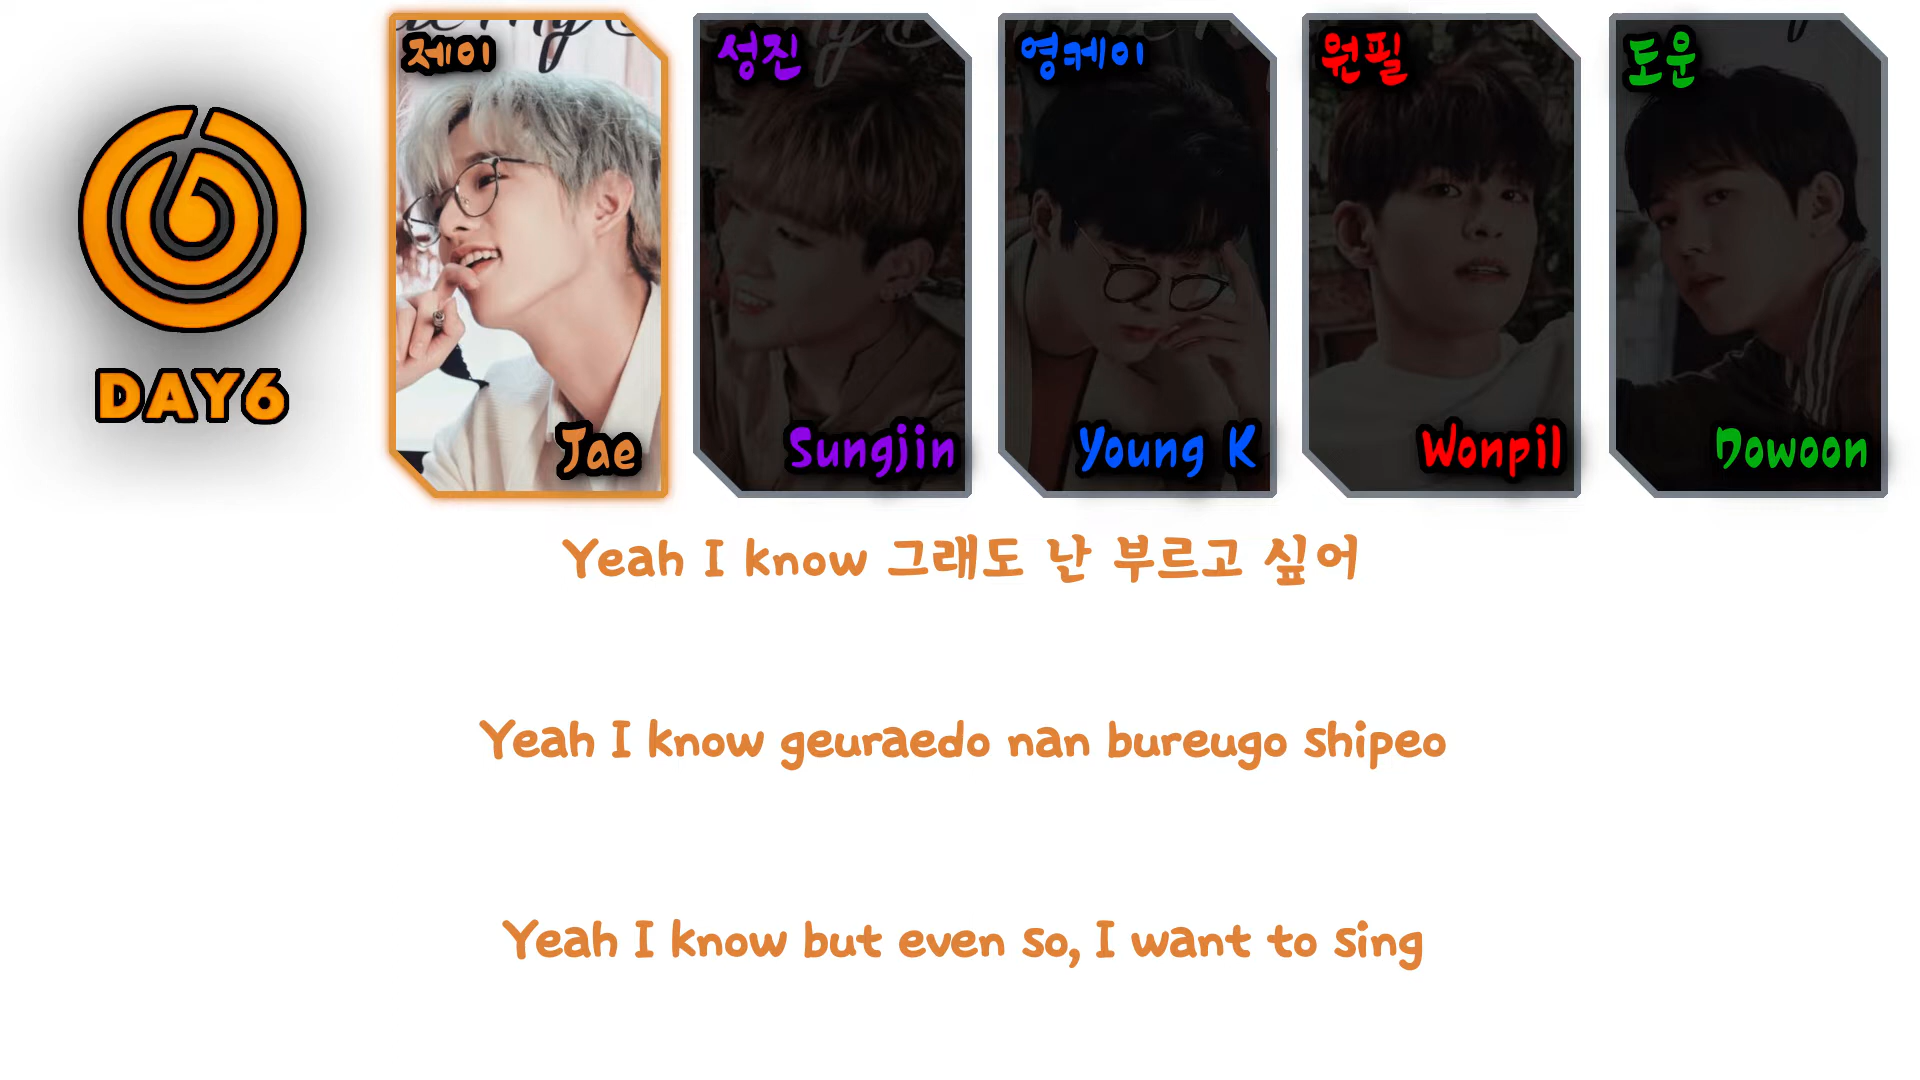 제이
성진
영케이
원필
도운
DAY6
Jae
Sungjin
Young K
Wonpil
Dowoon
Yeah I know 그래도 난 부르고 싶어
Yeah I know geuraedo nan bureugo shipeo
Yeah I know but even so, I want to sing